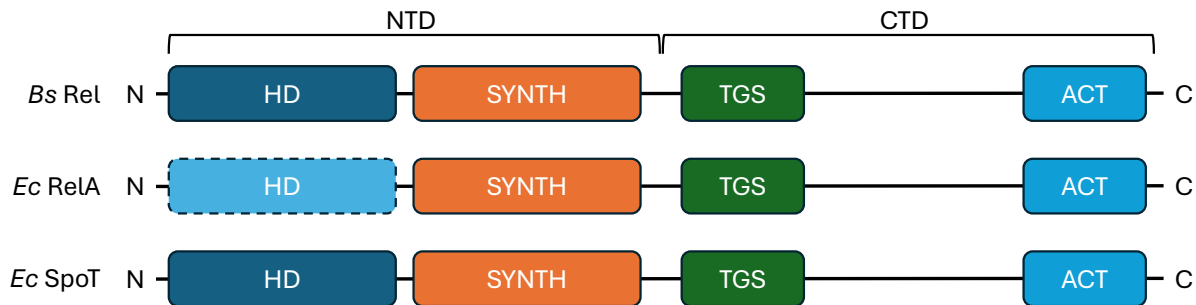 NTD CTD
Bs Rel N HD SYNTH TGS ACT C
Ec RelA N HD SYNTH TGS ACT C
Ec SpoT N HD SYNTH TGS ACT C